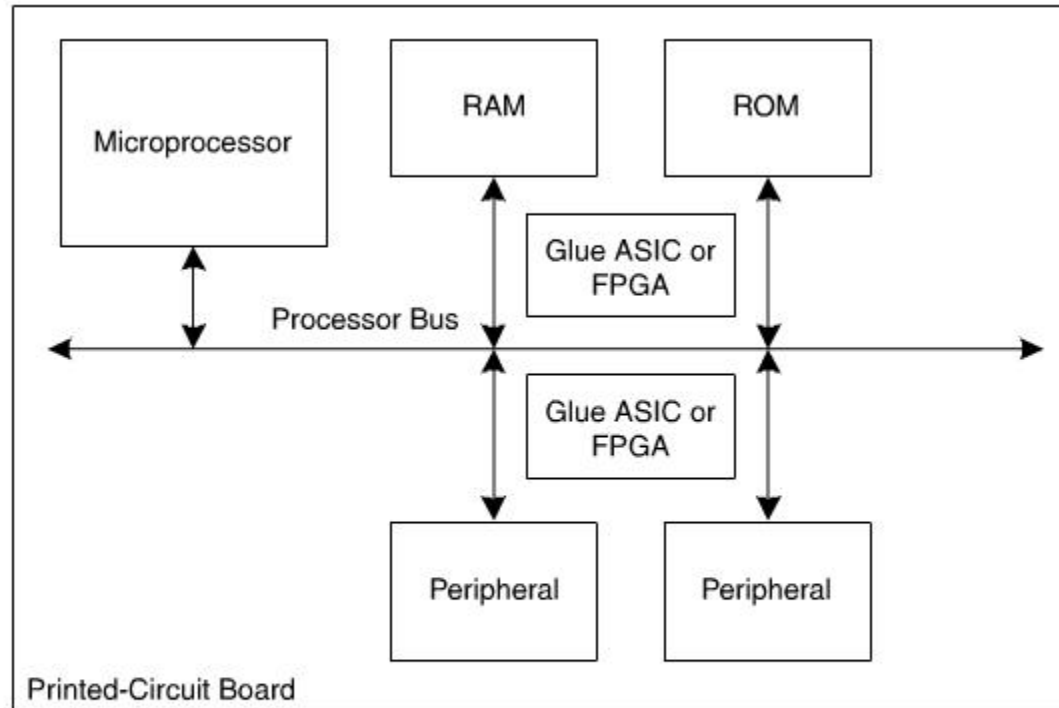 Microprocessor
RAM
ROM
Glue ASIC or
FPGA
Processor Bus
Glue ASIC or
FPGA
Peripheral
Peripheral
Printed-Circuit Board